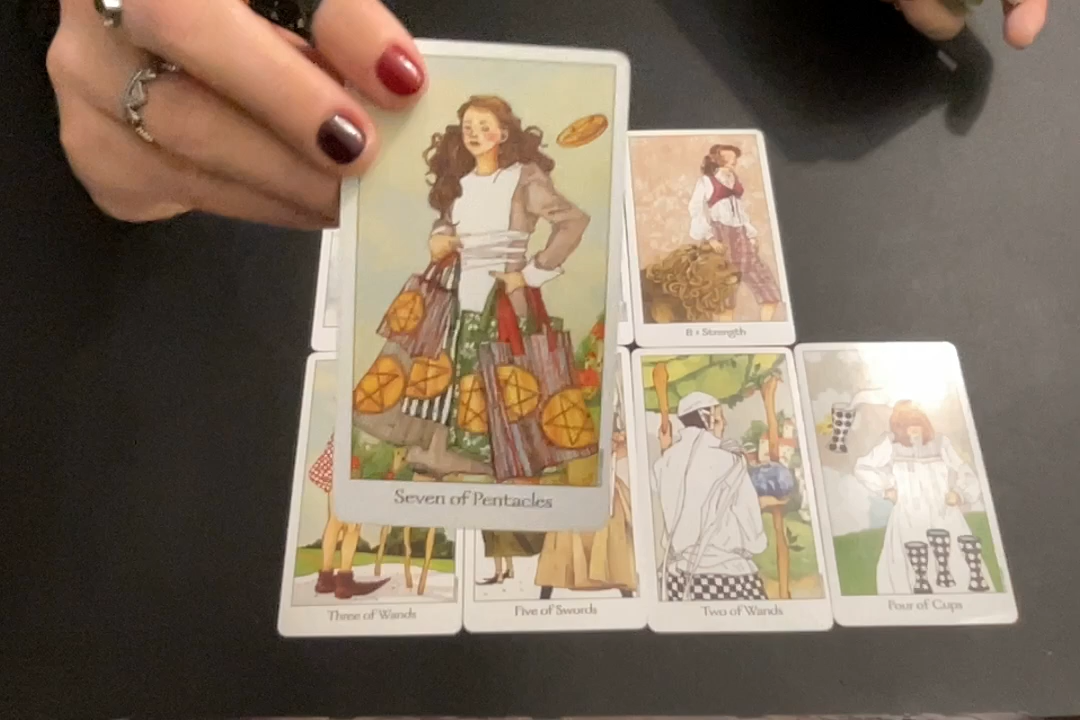 Seven of Pentacles
8 • Strength
Three of Wands
Five of Swords
Two of Wands
Four of Cups